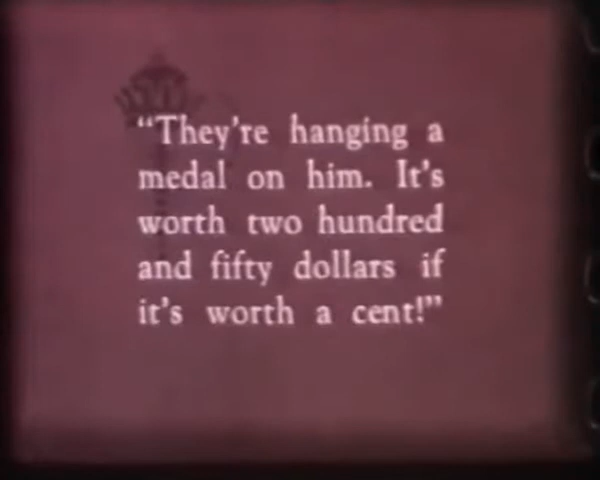 “They’re hanging a
medal on him. It’s
worth two hundred
and fifty dollars if
it’s worth a cent!”